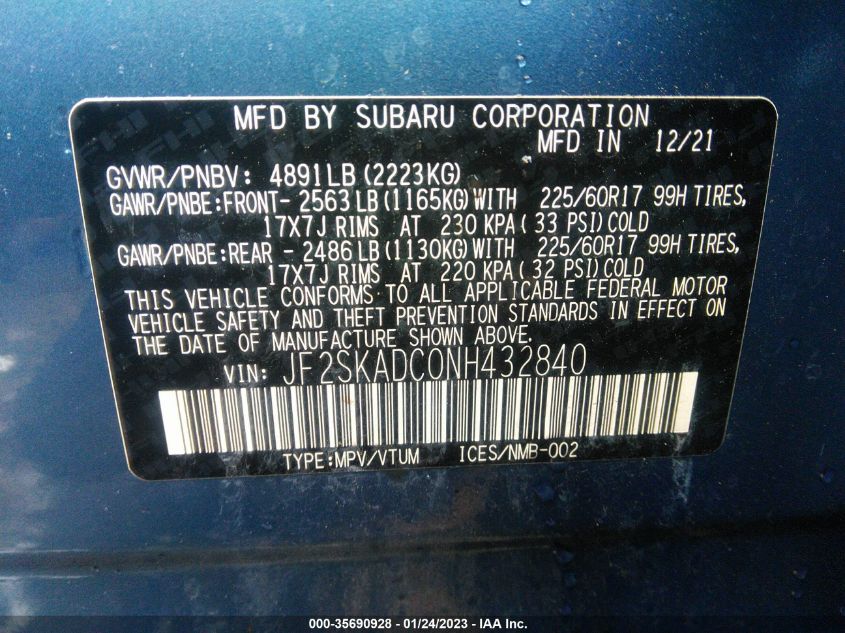 MFD BY SUBARU CORPORATION
MFD IN 12/21
GVWR/PNBV: 4891LB (2223KG)
GAWR/PNBE:FRONT- 2563LB (1165KG) WITH 225/60R17 99H TIRES,
17X7J RIMS AT 230 KPA ( 33 PSI) COLD
GAWR/PNBE:REAR - 2486LB (1130KG) WITH 225/60R17 99H TIRES,
17X7J RIMS AT 220 KPA ( 32 PSI) COLD
THIS VEHICLE CONFORMS TO ALL APPLICABLE FEDERAL MOTOR
VEHICLE SAFETY AND THEFT PREVENTION STANDARDS IN EFFECT ON
THE DATE OF MANUFACTURE SHOWN ABOVE.
VIN: JF2SKADC0NH432840
TYPE:MPV/VTUM ICES/NMB-002
000-35690928 - 01/24/2023 - IAA Inc.